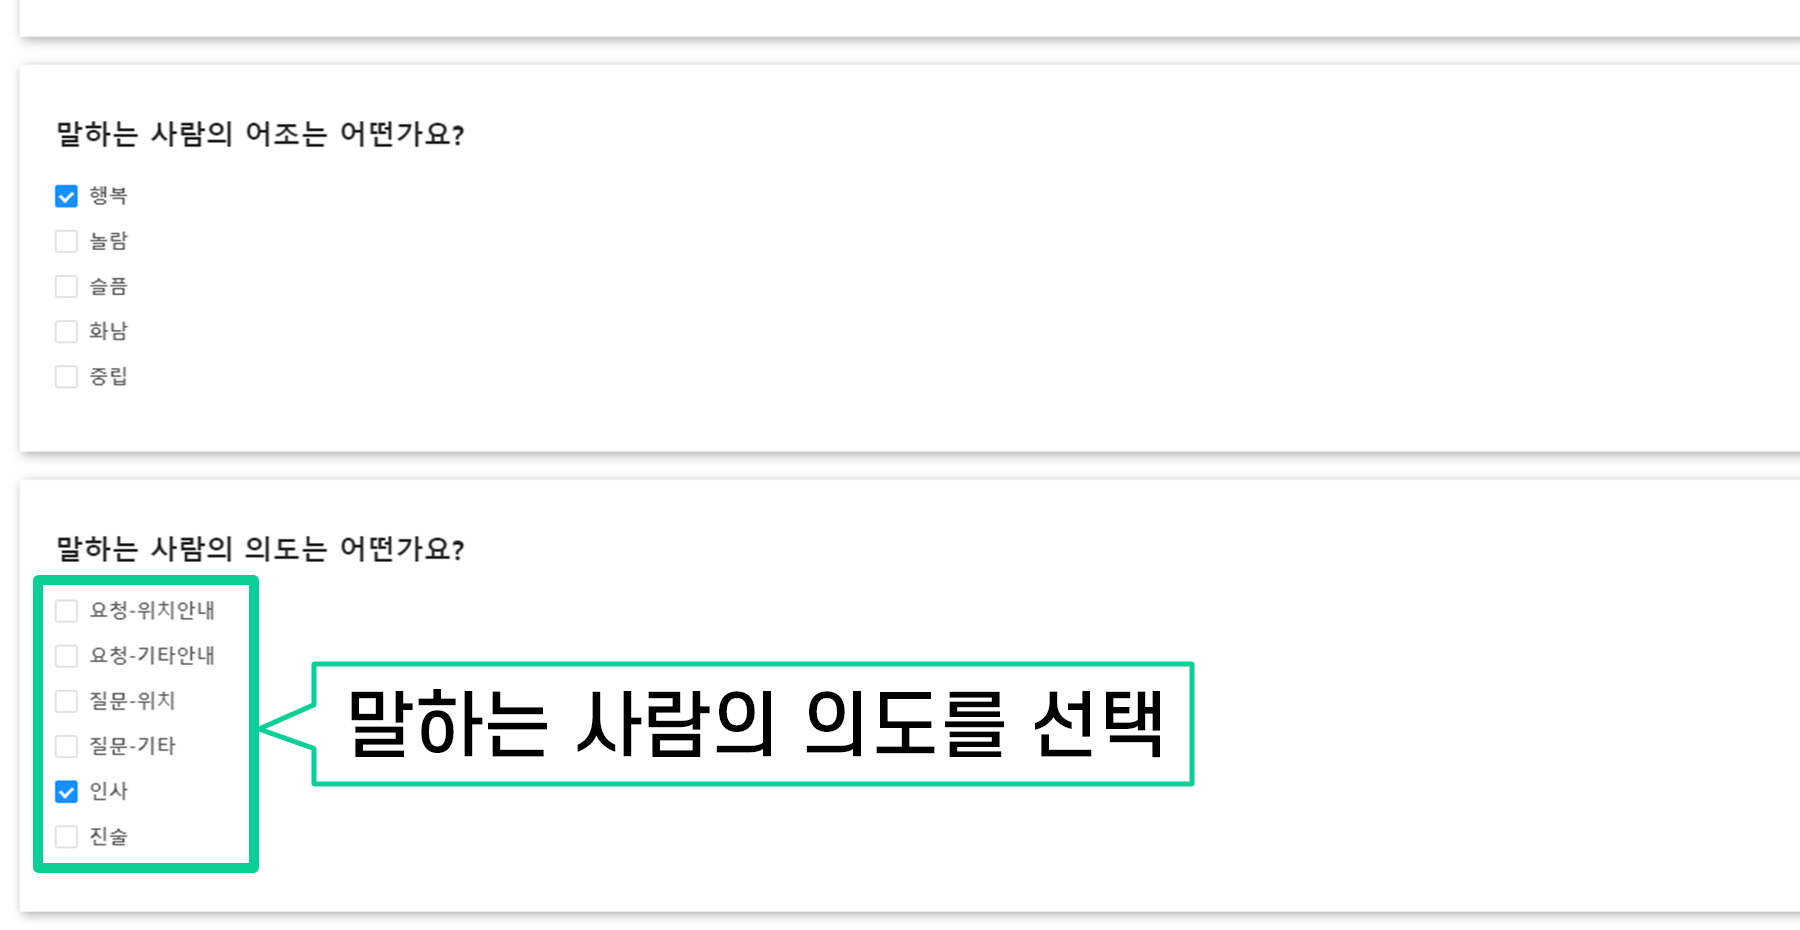 말하는 사람의 어조는 어떤가요?
행복
놀람
슬픔
화남
중립
말하는 사람의 의도는 어떤가요?
요청-위치안내
요청-기타안내
질문-위치
질문-기타
인사
진술
말하는 사람의 의도를 선택